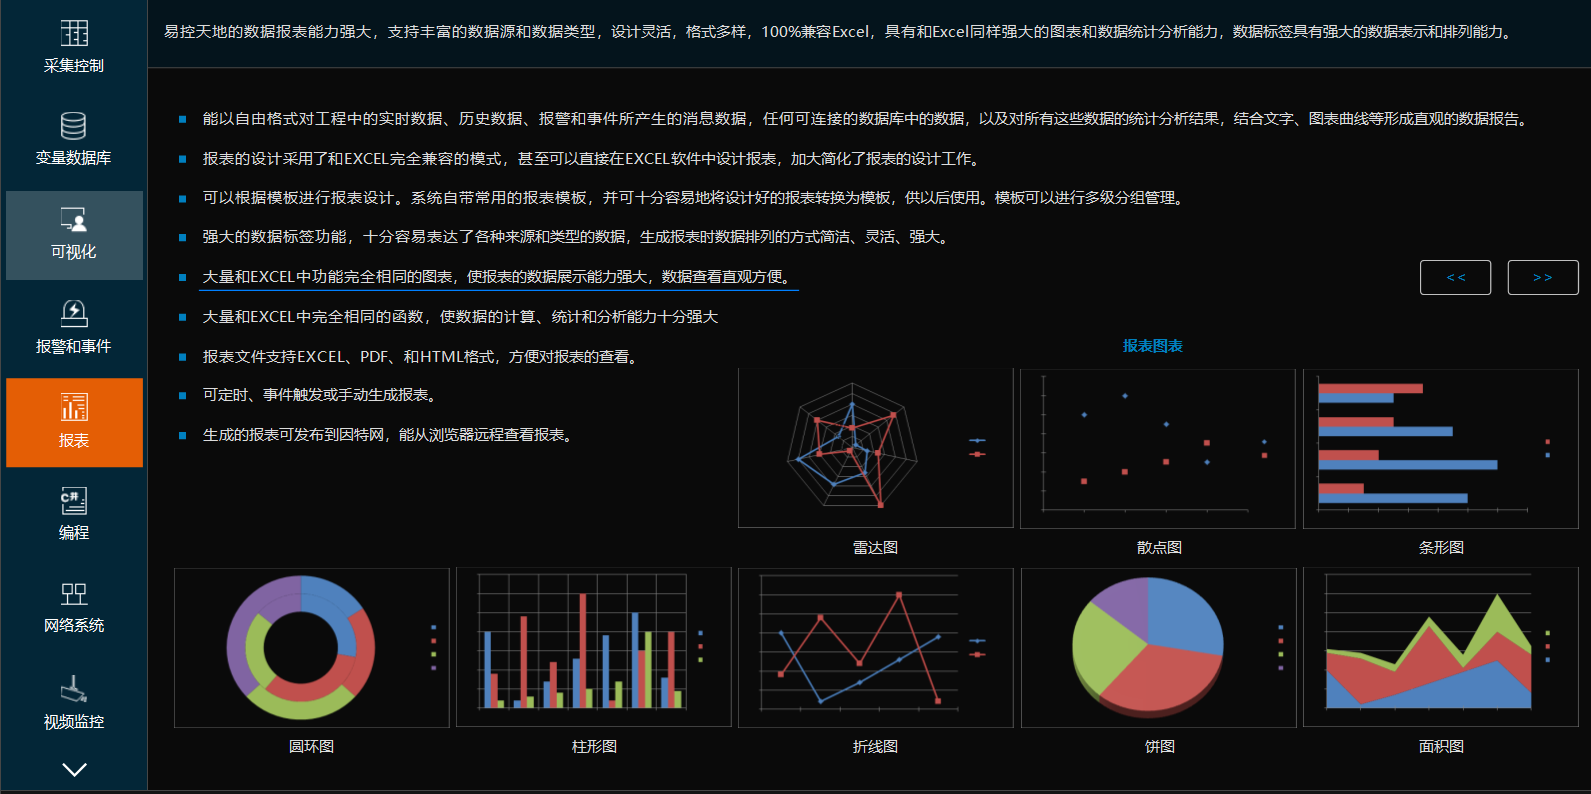 易控天地的数据报表能力强大，支持丰富的数据源和数据类型，设计灵活，格式多样，100%兼容Excel，具有和Excel同样强大的图表和数据统计分析能力，数据标签具有强大的数据表示和排列能力。
采集控制
变量数据库
可视化
报警和事件
报表
C#
编程
网络系统
视频监控
能以自由格式对工程中的实时数据、历史数据、报警和事件所产生的消息数据，任何可连接的数据库中的数据，以及对所有这些数据的统计分析结果，结合文字、图表曲线等形成直观的数据报告。
报表的设计采用了和EXCEL完全兼容的模式，甚至可以直接在EXCEL软件中设计报表，加大简化了报表的设计工作。
可以根据模板进行报表设计。系统自带常用的报表模板，并可十分容易地将设计好的报表转换为模板，供以后使用。模板可以进行多级分组管理。
强大的数据标签功能，十分容易表达了各种来源和类型的数据，生成报表时数据排列的方式简洁、灵活、强大。
大量和EXCEL中功能完全相同的图表，使报表的数据展示能力强大，数据查看直观方便。
<< >>
大量和EXCEL中完全相同的函数，使数据的计算、统计和分析能力十分强大
报表文件支持EXCEL、PDF、和HTML格式，方便对报表的查看。
可定时、事件触发或手动生成报表。
生成的报表可发布到因特网，能从浏览器远程查看报表。
报表图表
雷达图
散点图
条形图
圆环图
柱形图
折线图
饼图
面积图